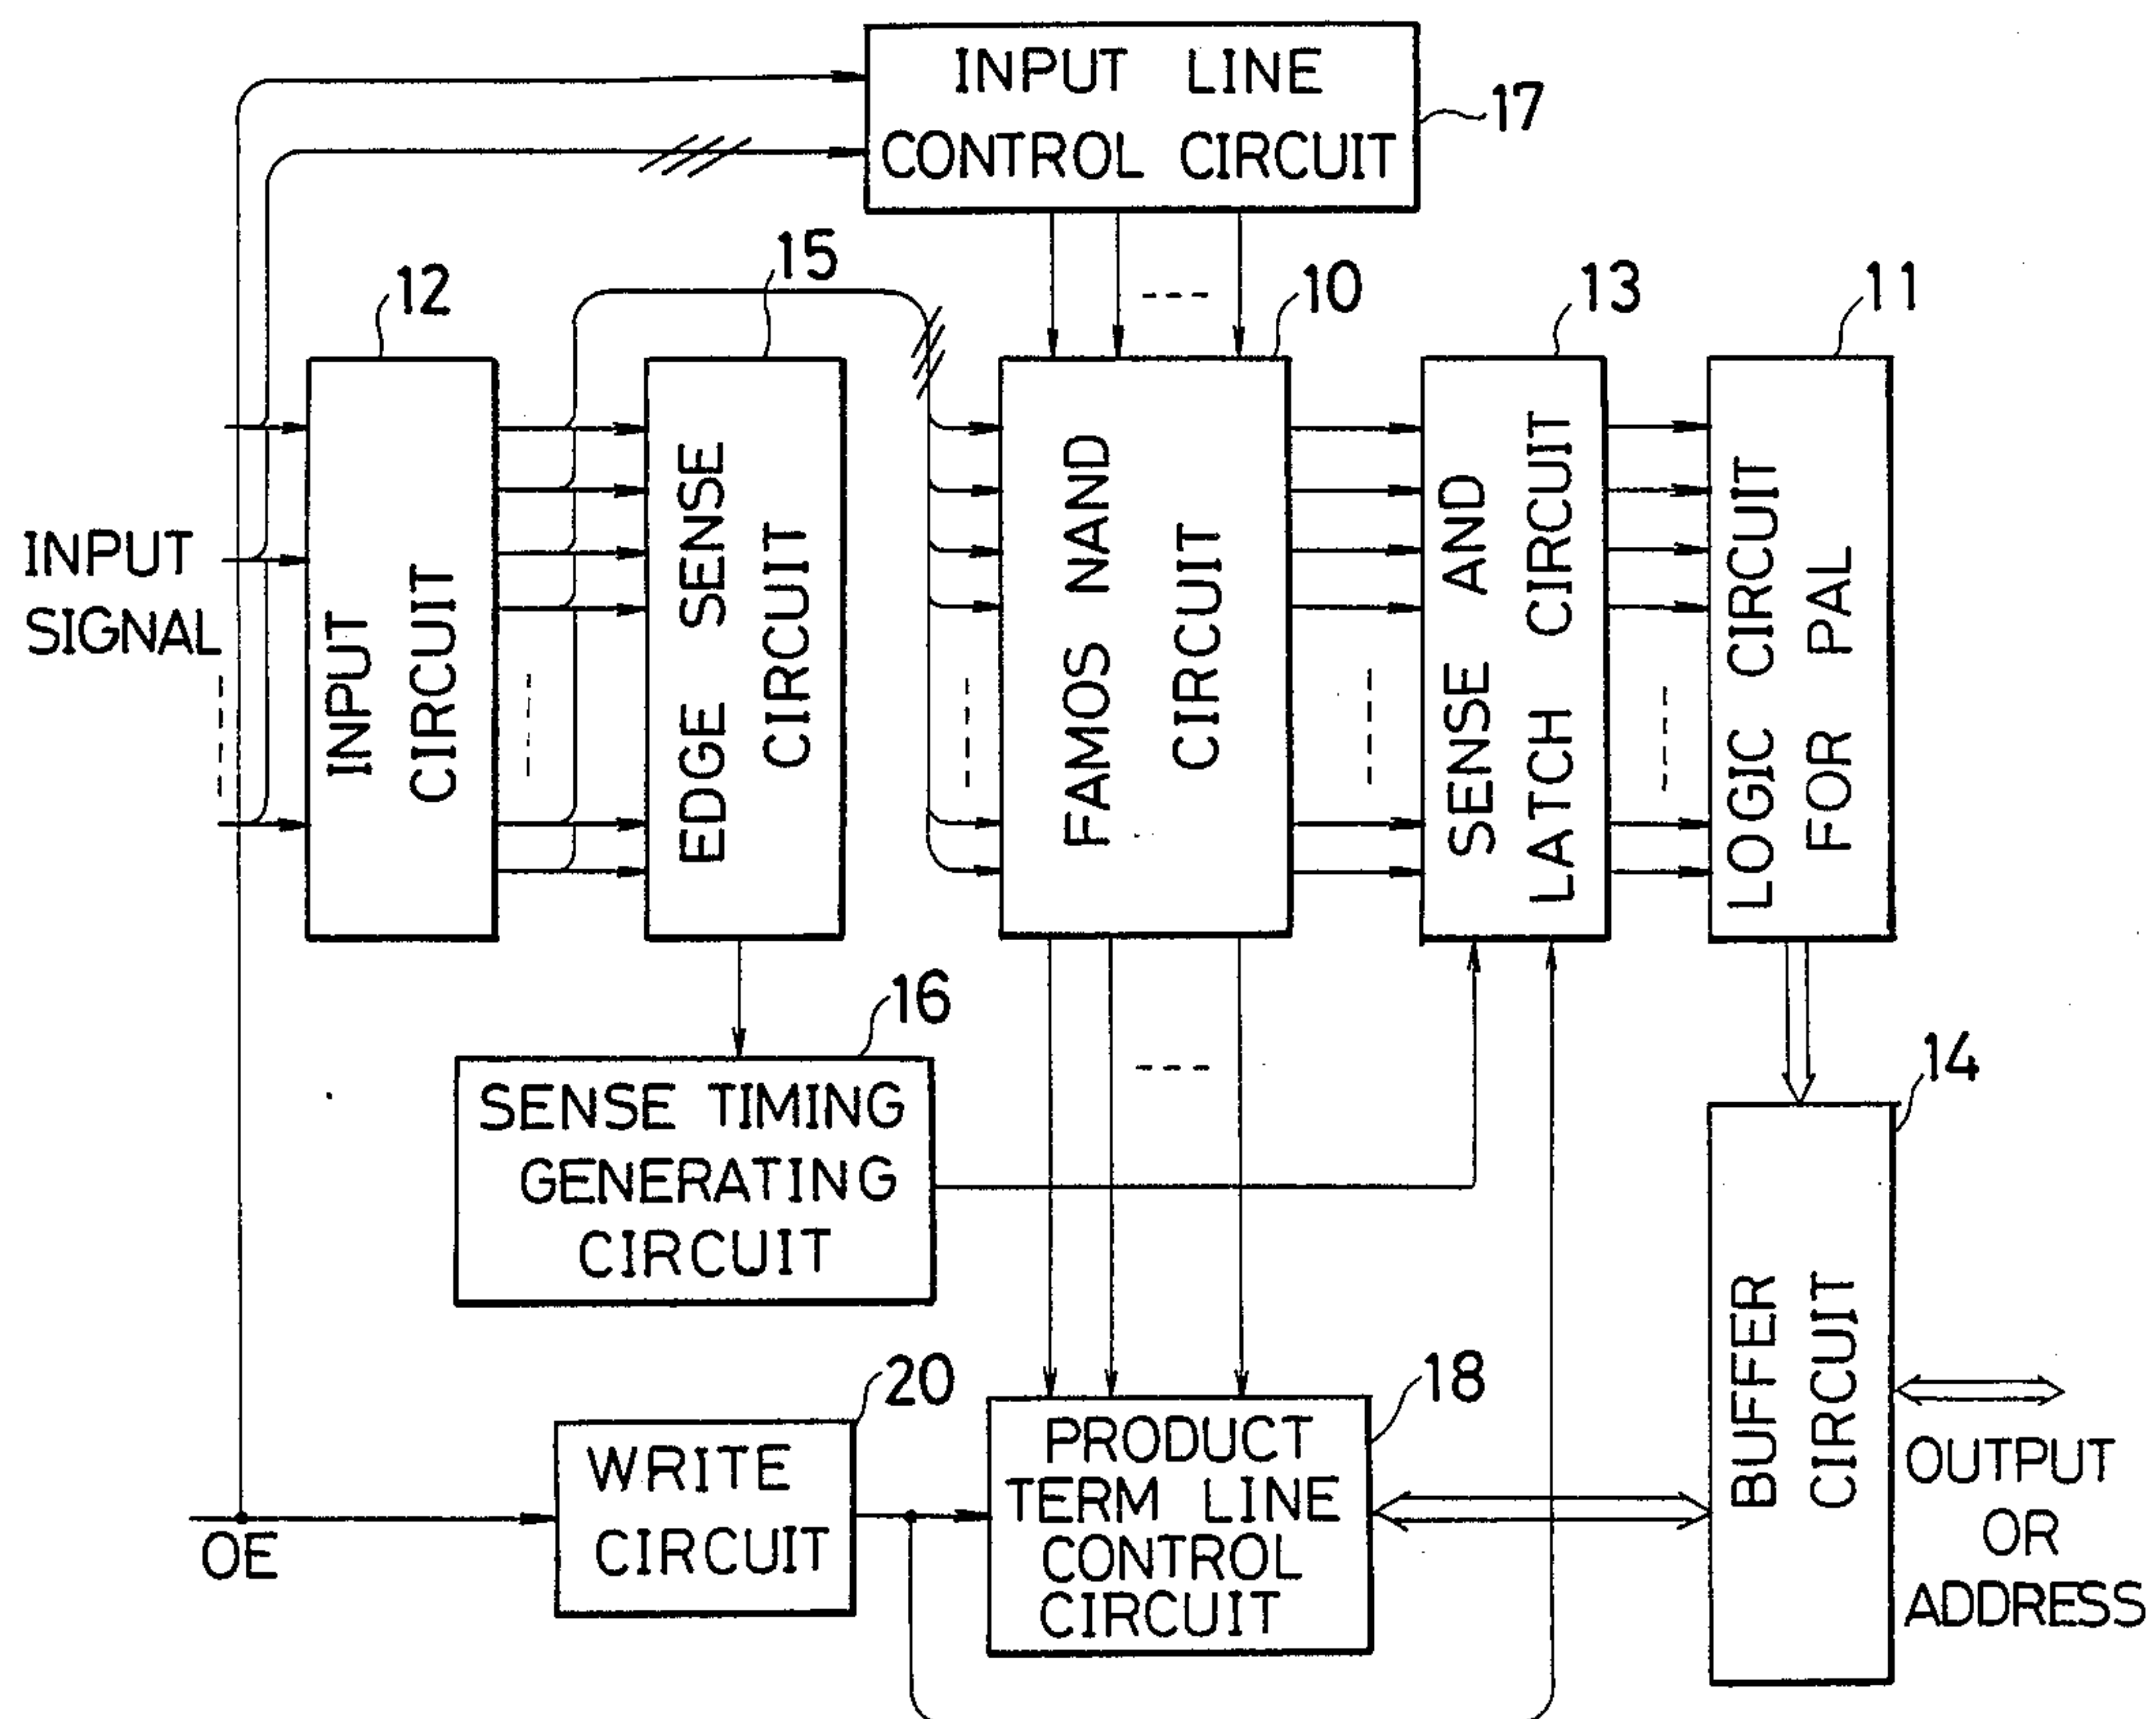 INPUT LINE
CONTROL CIRCUIT
17
12
15
10
13
11
INPUT
SIGNAL
INPUT
CIRCUIT
EDGE SENSE
CIRCUIT
FAMOS NAND
CIRCUIT
SENSE AND
LATCH CIRCUIT
LOGIC CIRCUIT
FOR PAL
16
SENSE TIMING
GENERATING
CIRCUIT
14
BUFFER
CIRCUIT
20
WRITE
CIRCUIT
18
PRODUCT
TERM LINE
CONTROL
CIRCUIT
OE
OUTPUT
OR
ADDRESS